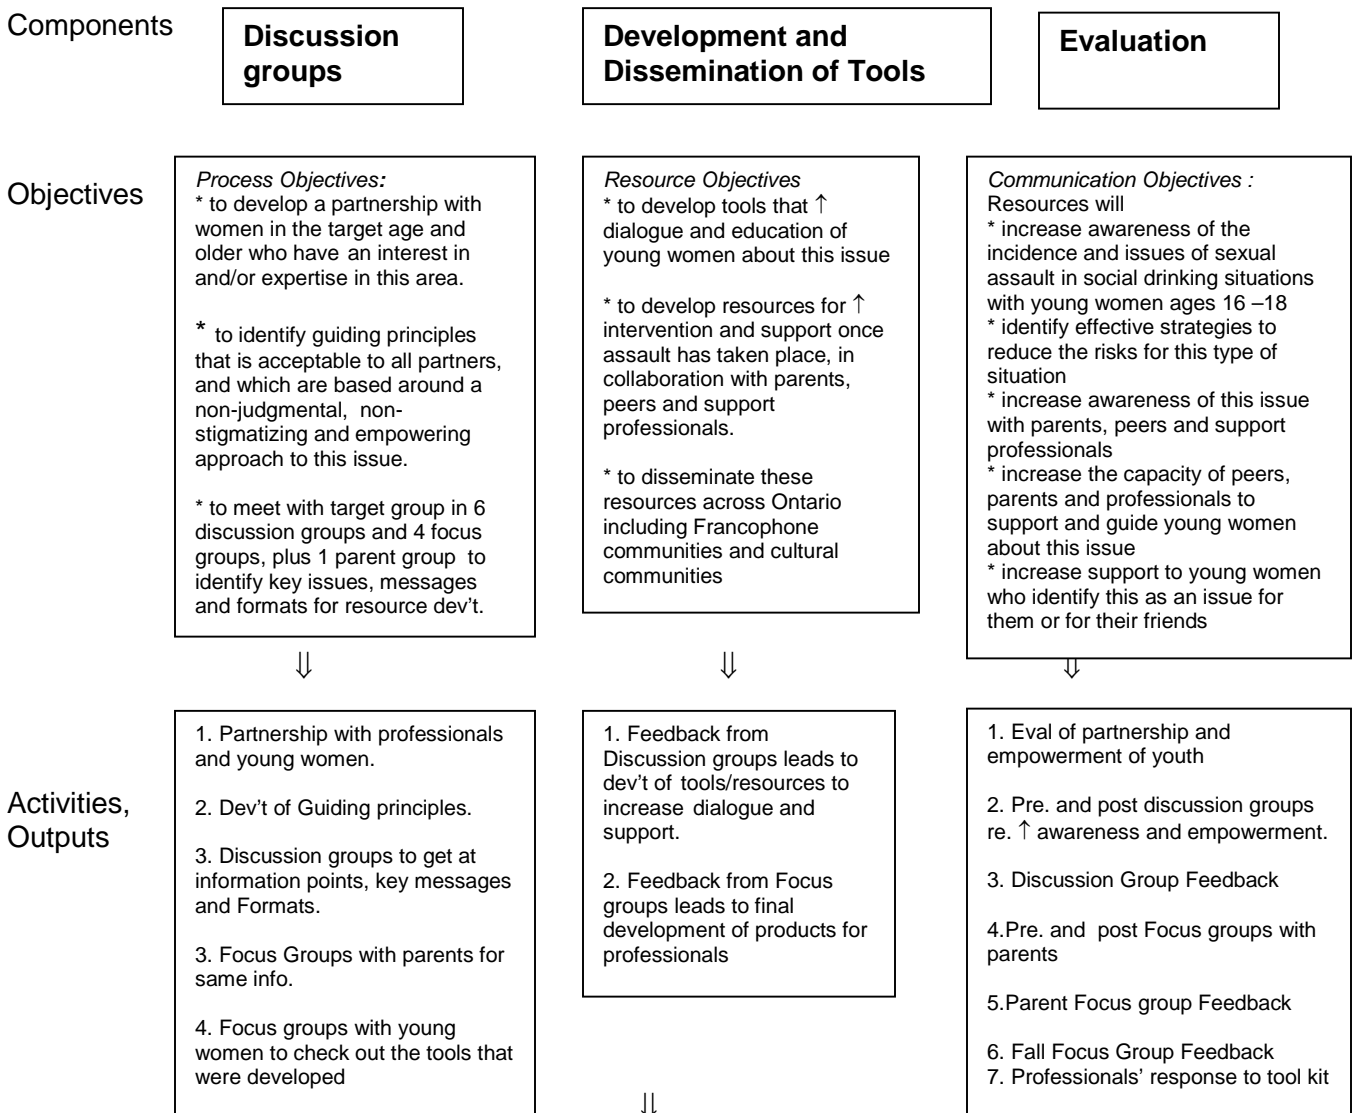 Components
Discussion
groups
Development and
Dissemination of Tools
Evaluation
Objectives
Process Objectives:
* to develop a partnership with
women in the target age and
older who have an interest in
and/or expertise in this area.
* to identify guiding principles
that is acceptable to all partners,
and which are based around a
non-judgmental, non-
stigmatizing and empowering
approach to this issue.
* to meet with target group in 6
discussion groups and 4 focus
groups, plus 1 parent group to
identify key issues, messages
and formats for resource dev't.
Resource Objectives
* to develop tools that ↑
dialogue and education of
young women about this issue
* to develop resources for ↑
intervention and support once
assault has taken place, in
collaboration with parents,
peers and support
professionals.
* to disseminate these
resources across Ontario
including Francophone
communities and cultural
communities
Communication Objectives :
Resources will
* increase awareness of the
incidence and issues of sexual
assault in social drinking situations
with young women ages 16 –18
* identify effective strategies to
reduce the risks for this type of
situation
* increase awareness of this issue
with parents, peers and support
professionals
* increase the capacity of peers,
parents and professionals to
support and guide young women
about this issue
* increase support to young women
who identify this as an issue for
them or for their friends
⇓ ⇓ ⇓
Activities,
Outputs
1. Partnership with professionals
and young women.
2. Dev't of Guiding principles.
3. Discussion groups to get at
information points, key messages
and Formats.
3. Focus Groups with parents for
same info.
4. Focus groups with young
women to check out the tools that
were developed
1. Feedback from
Discussion groups leads to
dev't of tools/resources to
increase dialogue and
support.
2. Feedback from Focus
groups leads to final
development of products for
professionals
1. Eval of partnership and
empowerment of youth
2. Pre. and post discussion groups
re. ↑ awareness and empowerment.
3. Discussion Group Feedback
4.Pre. and post Focus groups with
parents
5.Parent Focus group Feedback
6. Fall Focus Group Feedback
7. Professionals' response to tool kit
⇓